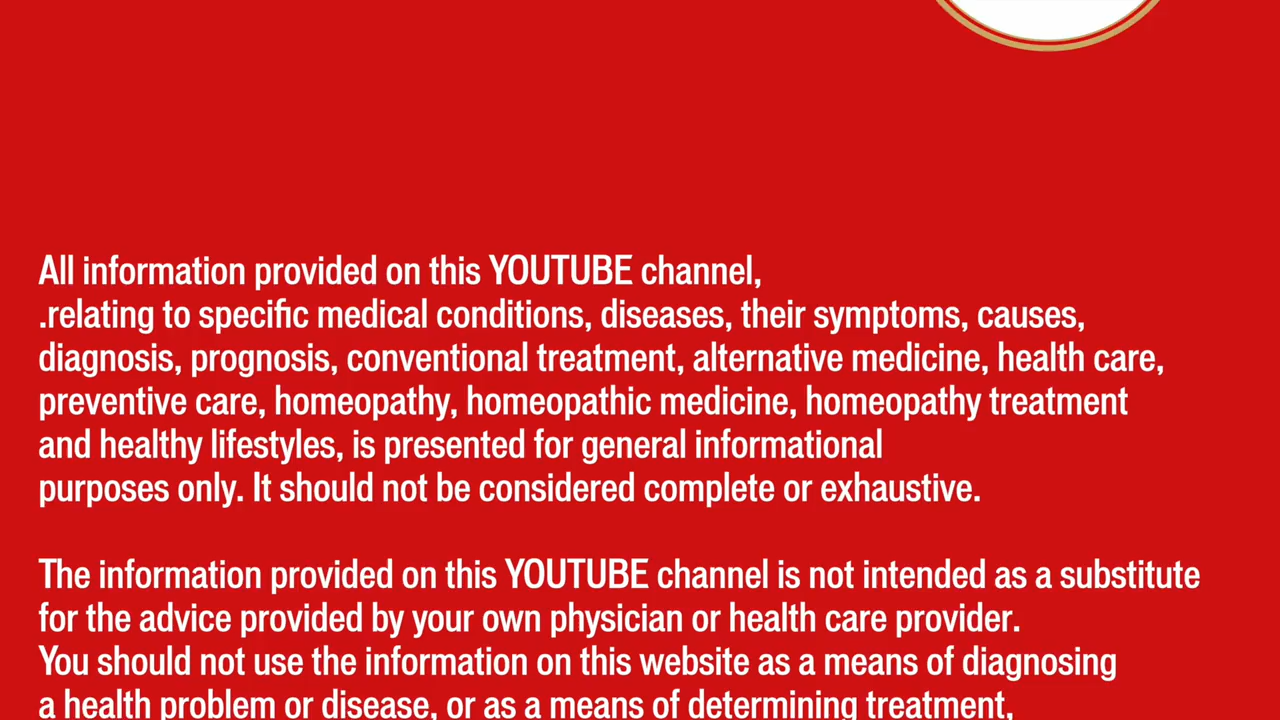 All information provided on this YOUTUBE channel,
.relating to specific medical conditions, diseases, their symptoms, causes,
diagnosis, prognosis, conventional treatment, alternative medicine, health care,
preventive care, homeopathy, homeopathic medicine, homeopathy treatment
and healthy lifestyles, is presented for general informational
purposes only. It should not be considered complete or exhaustive.
The information provided on this YOUTUBE channel is not intended as a substitute
for the advice provided by your own physician or health care provider.
You should not use the information on this website as a means of diagnosing
a health problem or disease, or as a means of determining treatment,